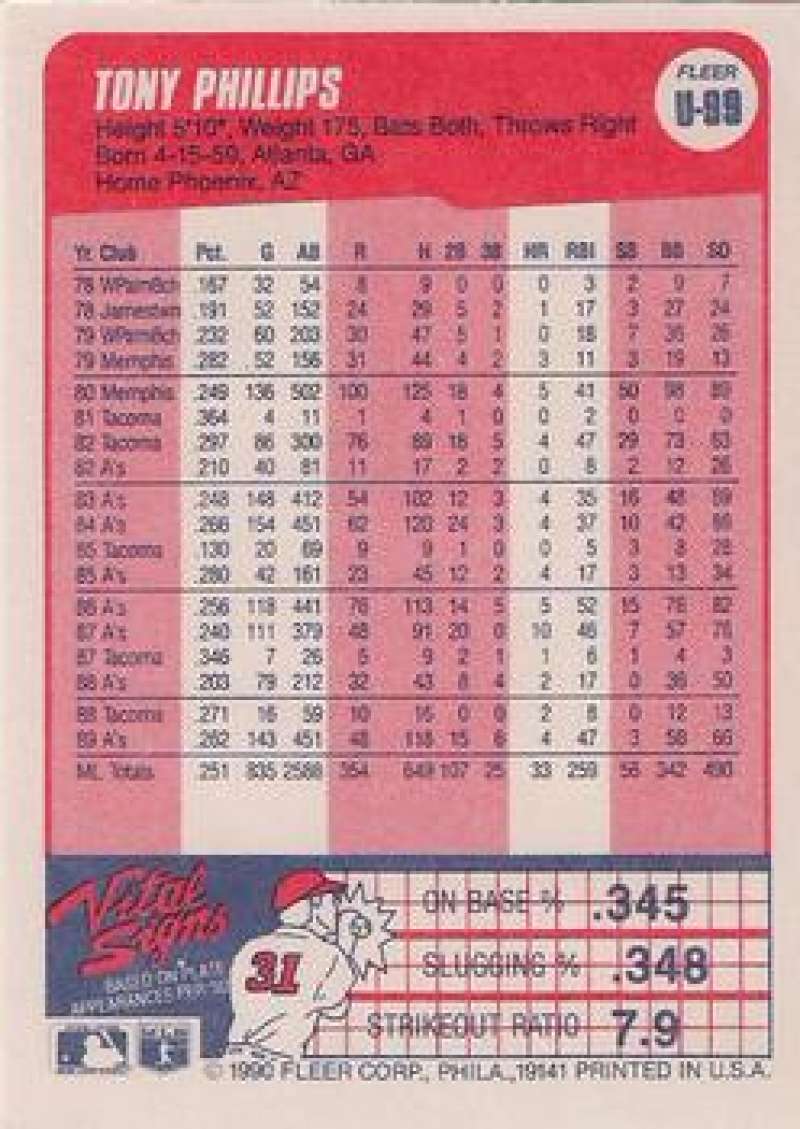 TONY PHILLIPS
FLEER
U-99
Height 5'10", Weight 175, Bats Both, Throws Right
Born 4-15-59, Atlanta, GA
Home Phoenix, AZ
Yr. Club Pct. G AB R H 2B 3B HR RBI SB BB SO
78 WPalmBch .167 32 54 8 9 0 0 0 3 2 9 7
78 Jamestwn .191 52 152 24 29 5 2 1 17 3 27 24
79 WPalmBch .232 60 203 30 47 5 1 0 18 7 36 26
79 Memphis .282 52 156 31 44 4 2 3 11 3 19 13
80 Memphis .249 136 502 100 125 18 4 5 41 50 98 89
81 Tacoma .364 4 11 1 4 1 0 0 2 0 0 0
82 Tacoma .297 86 300 76 89 18 5 4 47 29 73 63
82 A's .210 40 81 11 17 2 2 0 8 2 12 26
83 A's .248 148 412 54 102 12 3 4 35 16 48 69
84 A's .266 154 451 62 120 24 3 4 37 10 42 86
85 Tacoma .130 20 69 9 9 1 0 0 5 3 8 28
85 A's .280 42 161 23 45 12 2 4 17 3 13 34
86 A's .256 118 441 76 113 14 5 5 52 15 76 82
87 A's .240 111 379 48 91 20 0 10 46 7 57 76
87 Tacoma .346 7 26 5 9 2 1 1 6 1 4 3
88 A's .203 79 212 32 43 8 4 2 17 0 36 50
88 Tacoma .271 16 59 10 16 0 0 2 8 0 12 13
89 A's .262 143 451 48 118 15 6 4 47 3 58 66
ML Totals .251 835 2588 354 649 107 25 33 259 56 342 490
Vital
Signs
BASED ON PLATE
APPEARANCES PER
31
ON BASE % .345
SLUGGING % .348
STRIKEOUT RATIO 7.9
© 1990 FLEER CORP., PHILA., 19141 PRINTED IN U.S.A.